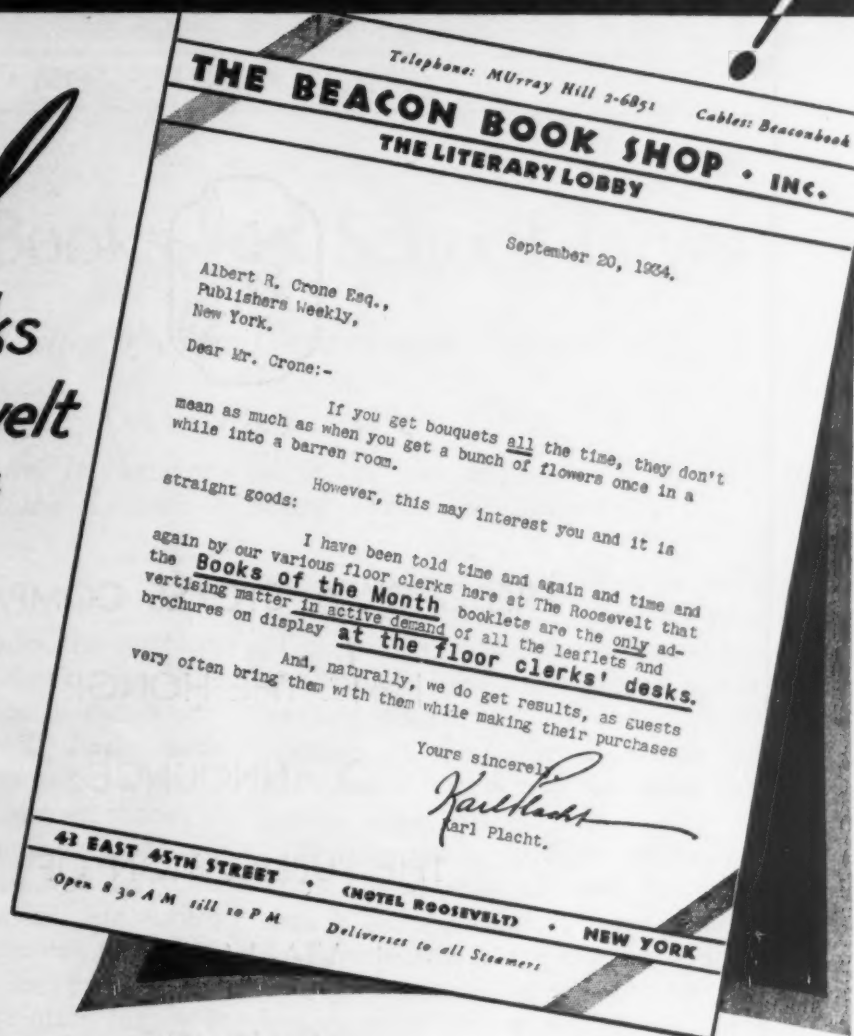 ks
velt
Telephone: MUrray Hill 2-6851 Cables: Beaconbook
THE BEACON BOOK SHOP • INC.
THE LITERARY LOBBY
September 20, 1934.
Albert R. Crone Esq.,
Publishers Weekly,
New York.
Dear Mr. Crone:-
If you get bouquets all the time, they don't
mean as much as when you get a bunch of flowers once in a
while into a barren room.
However, this may interest you and it is
straight goods:
I have been told time and again and time and
again by our various floor clerks here at The Roosevelt that
the Books of the Month booklets are the only ad-
vertising matter in active demand of all the leaflets and
brochures on display at the floor clerks' desks.
And, naturally, we do get results, as guests
very often bring them with them while making their purchases
Yours sincerely,
Karl Placht
Karl Placht.
43 EAST 45TH STREET • (HOTEL ROOSEVELT) • NEW YORK
Open 8 30 A M till 10 P M Deliveries to all Steamers